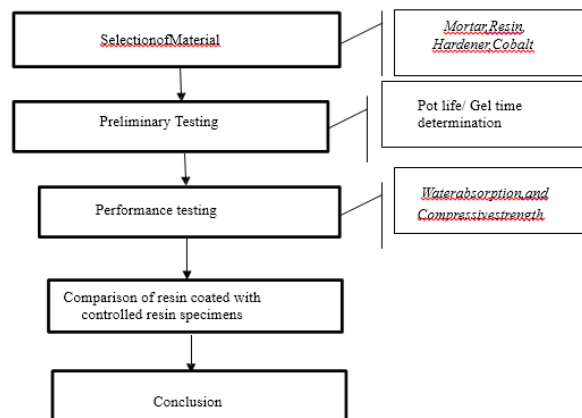 SelectionofMaterial
Mortar,Resin,
Hardener,Cobalt
Preliminary Testing
Pot life/ Gel time
determination
Performance testing
Waterabsorption,and
Compressivestrength
Comparison of resin coated with
controlled resin specimens
Conclusion